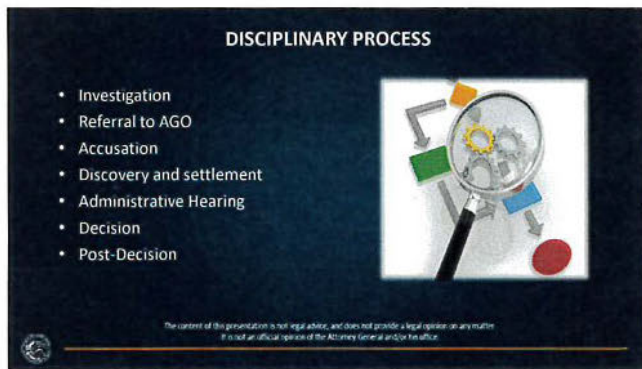 DISCIPLINARY PROCESS
• Investigation
• Referral to AGO
• Accusation
• Discovery and settlement
• Administrative Hearing
• Decision
• Post-Decision
The content of this presentation is not legal advice, and does not provide a legal opinion on any matter
It is not an official opinion of the Attorney General and/or his office